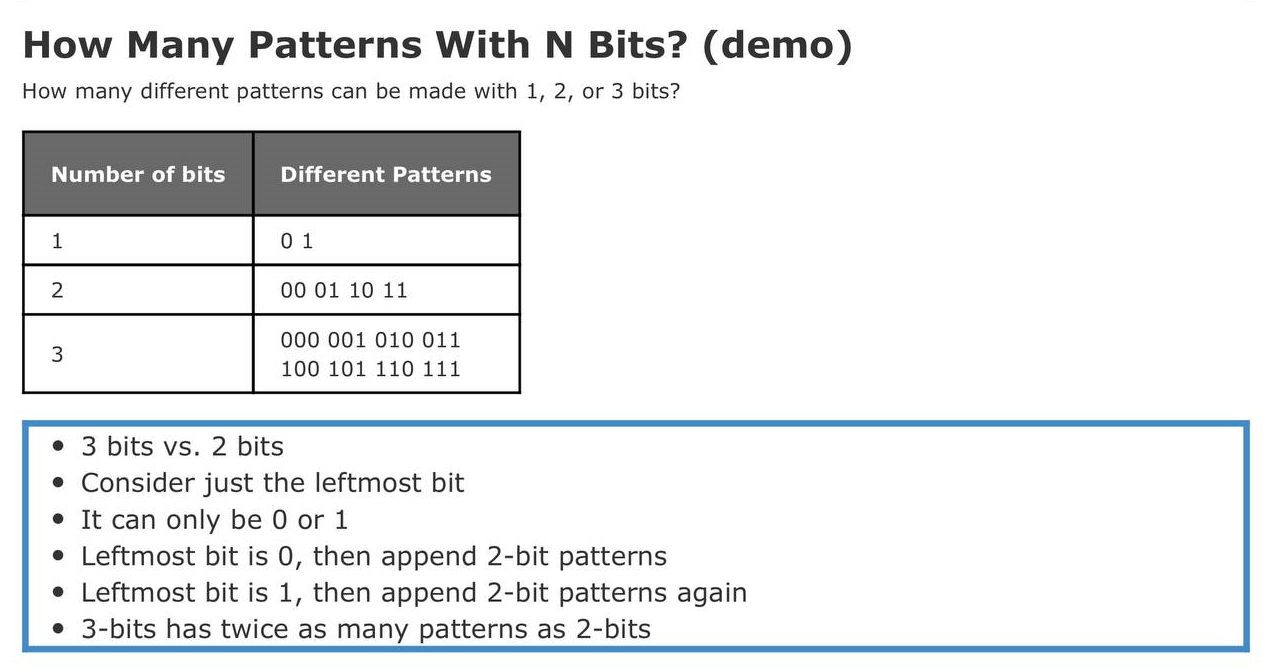 How Many Patterns With N Bits? (demo)
How many different patterns can be made with 1, 2, or 3 bits?
Number of bits Different Patterns
1 0 1
2 00 01 10 11
3 000 001 010 011
100 101 110 111
• 3 bits vs. 2 bits
• Consider just the leftmost bit
• It can only be 0 or 1
• Leftmost bit is 0, then append 2-bit patterns
• Leftmost bit is 1, then append 2-bit patterns again
• 3-bits has twice as many patterns as 2-bits